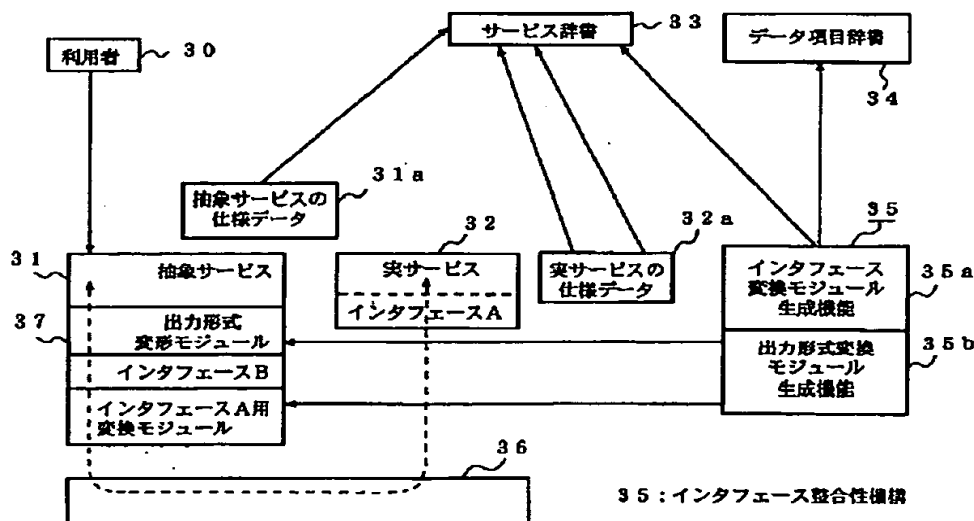 サービス辞書
33
利用者
30
データ項目辞書
34
抽象サービスの
仕様データ
31a
32
32a
35
31
抽象サービス
実サービス
インタフェースA
実サービスの
仕様データ
インタフェース
変換モジュール
生成機能
35a
37
出力形式
変形モジュール
インタフェースB
インタフェースA用
変換モジュール
出力形式変換
モジュール
生成機能
35b
36
35:インタフェース整合性機構